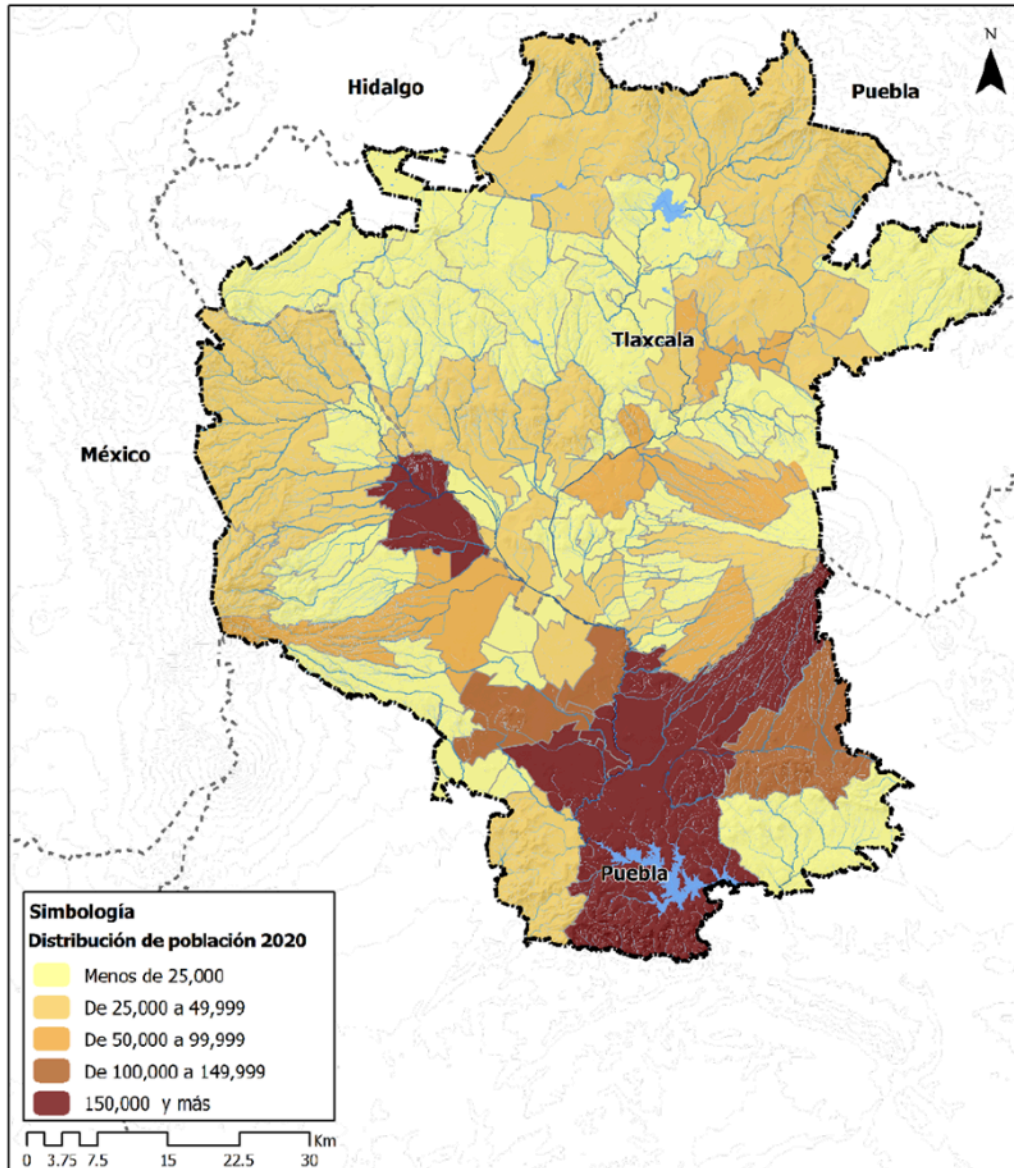 N
Hidalgo
Puebla
Tlaxcala
México
Puebla
Simbología
Distribución de población 2020
Menos de 25,000
De 25,000 a 49,999
De 50,000 a 99,999
De 100,000 a 149,999
150,000 y más
Km
0 3.75 7.5 15 22.5 30